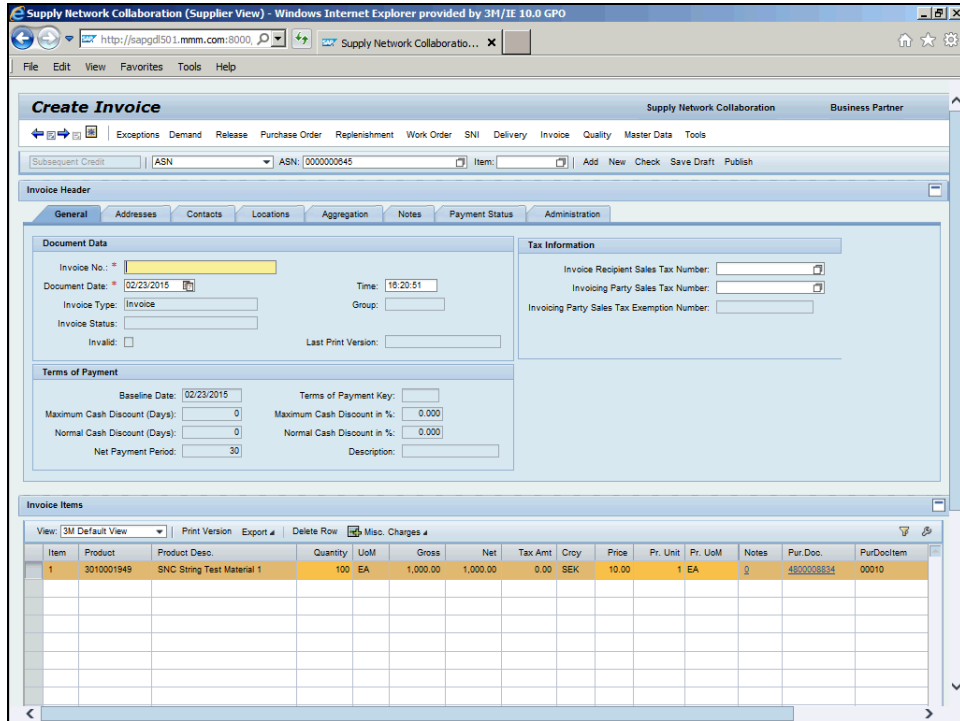 Supply Network Collaboration (Supplier View) - Windows Internet Explorer provided by 3M/IE 10.0 GPO
http://sapgdl501.mmm.com:8000, Supply Network Collaboratio... X
File Edit View Favorites Tools Help
Create Invoice Supply Network Collaboration Business Partner
Exceptions Demand Release Purchase Order Replenishment Work Order SNI Delivery Invoice Quality Master Data Tools
Subsequent Credit ASN ASN: 0000000645 Item: Add New Check Save Draft Publish
Invoice Header
General Addresses Contacts Locations Aggregation Notes Payment Status Administration
Document Data
Invoice No.: *
Document Date: * 02/23/2015 Time: 16:20:51
Invoice Type: Invoice Group:
Invoice Status:
Invalid: Last Print Version:
Tax Information
Invoice Recipient Sales Tax Number:
Invoicing Party Sales Tax Number:
Invoicing Party Sales Tax Exemption Number:
Terms of Payment
Baseline Date: 02/23/2015 Terms of Payment Key:
Maximum Cash Discount (Days): 0 Maximum Cash Discount in %: 0.000
Normal Cash Discount (Days): 0 Normal Cash Discount in %: 0.000
Net Payment Period: 30 Description:
Invoice Items
View: 3M Default View Print Version Export Delete Row Misc. Charges
Item Product Product Desc. Quantity UoM Gross Net Tax Amt Crcy Price Pr. Unit Pr. UoM Notes Pur.Doc. PurDocItem
1 3010001949 SNC String Test Material 1 100 EA 1,000.00 1,000.00 0.00 SEK 10.00 1 EA 0 4800008834 00010